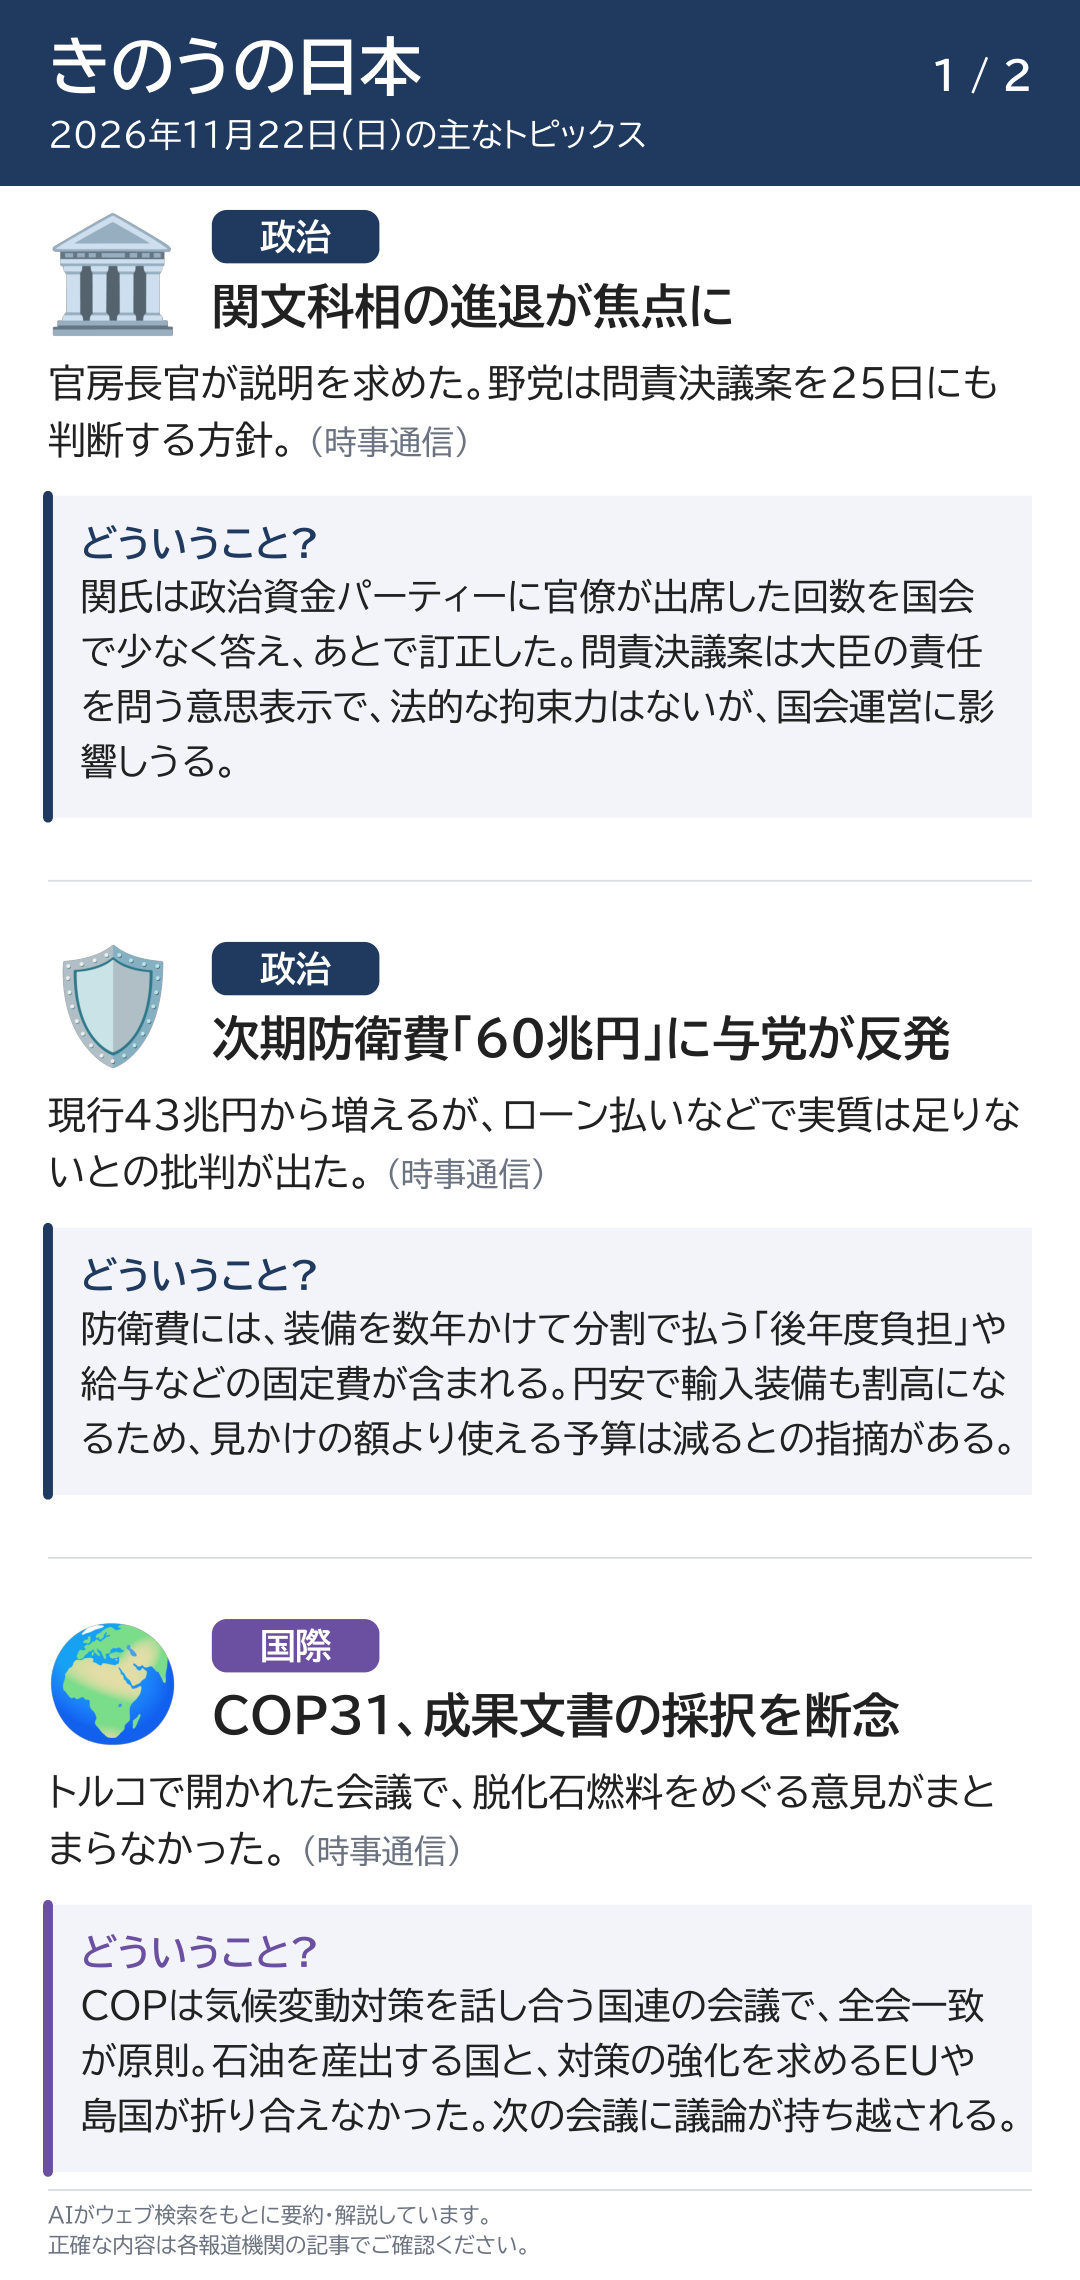 きのうの日本
1 / 2
2026年11月22日(日)の主なトピックス
政治
関文科相の進退が焦点に
官房長官が説明を求めた。野党は問責決議案を25日にも
判断する方針。(時事通信)
どういうこと?
関氏は政治資金パーティーに官僚が出席した回数を国会
で少なく答え、あとで訂正した。問責決議案は大臣の責任
を問う意思表示で、法的な拘束力はないが、国会運営に影
響しうる。
政治
次期防衛費「60兆円」に与党が反発
現行43兆円から増えるが、ローン払いなどで実質は足りな
いとの批判が出た。(時事通信)
どういうこと?
防衛費には、装備を数年かけて分割で払う「後年度負担」や
給与などの固定費が含まれる。円安で輸入装備も割高にな
るため、見かけの額より使える予算は減るとの指摘がある。
国際
COP31、成果文書の採択を断念
トルコで開かれた会議で、脱化石燃料をめぐる意見がまと
まらなかった。(時事通信)
どういうこと?
COPは気候変動対策を話し合う国連の会議で、全会一致
が原則。石油を産出する国と、対策の強化を求めるEUや
島国が折り合えなかった。次の会議に議論が持ち越される。
AIがウェブ検索をもとに要約・解説しています。
正確な内容は各報道機関の記事でご確認ください。